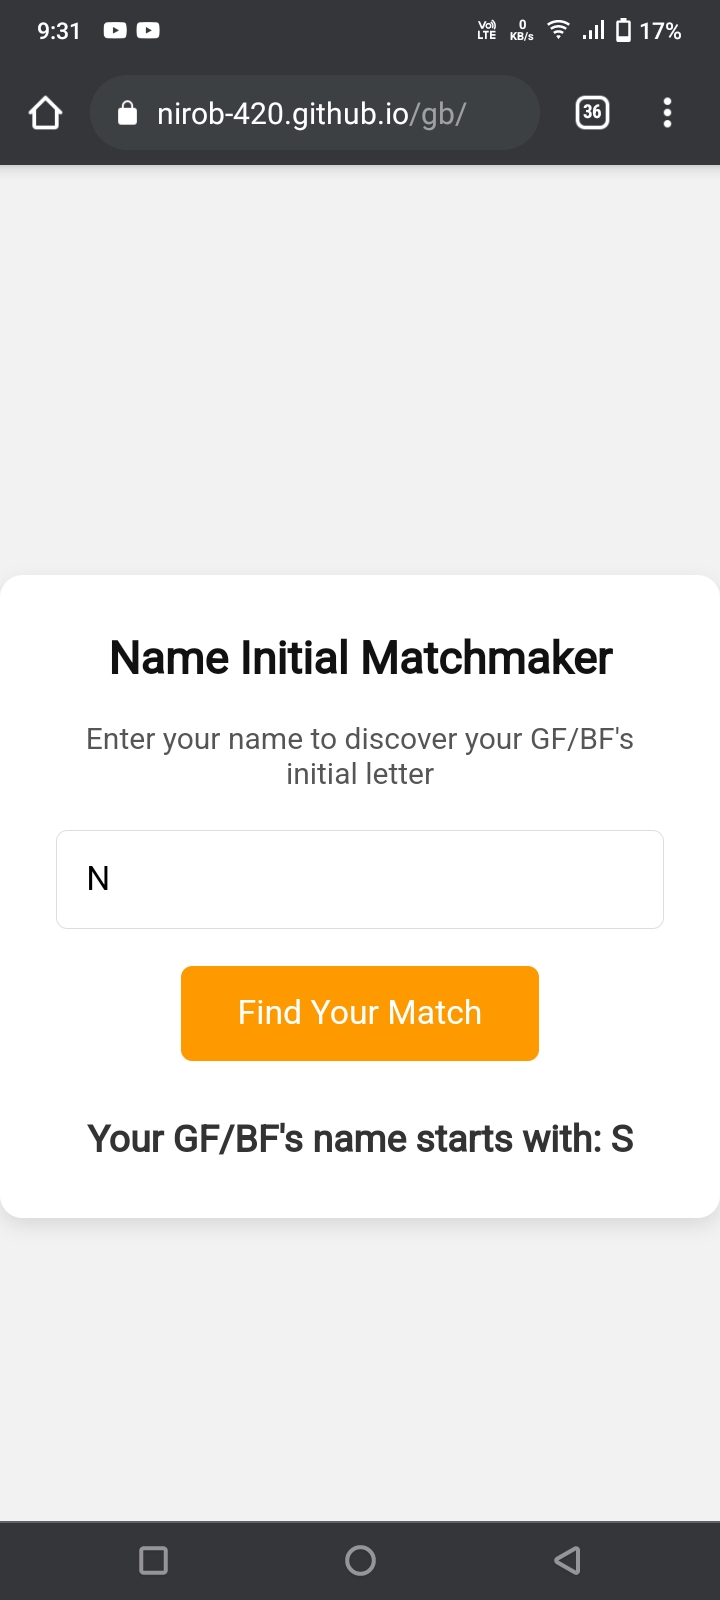 9:31 Vo) LTE 0 KB/s 17%
nirob-420.github.io/gb/ 36
Name Initial Matchmaker
Enter your name to discover your GF/BF's
initial letter
N
Find Your Match
Your GF/BF's name starts with: S